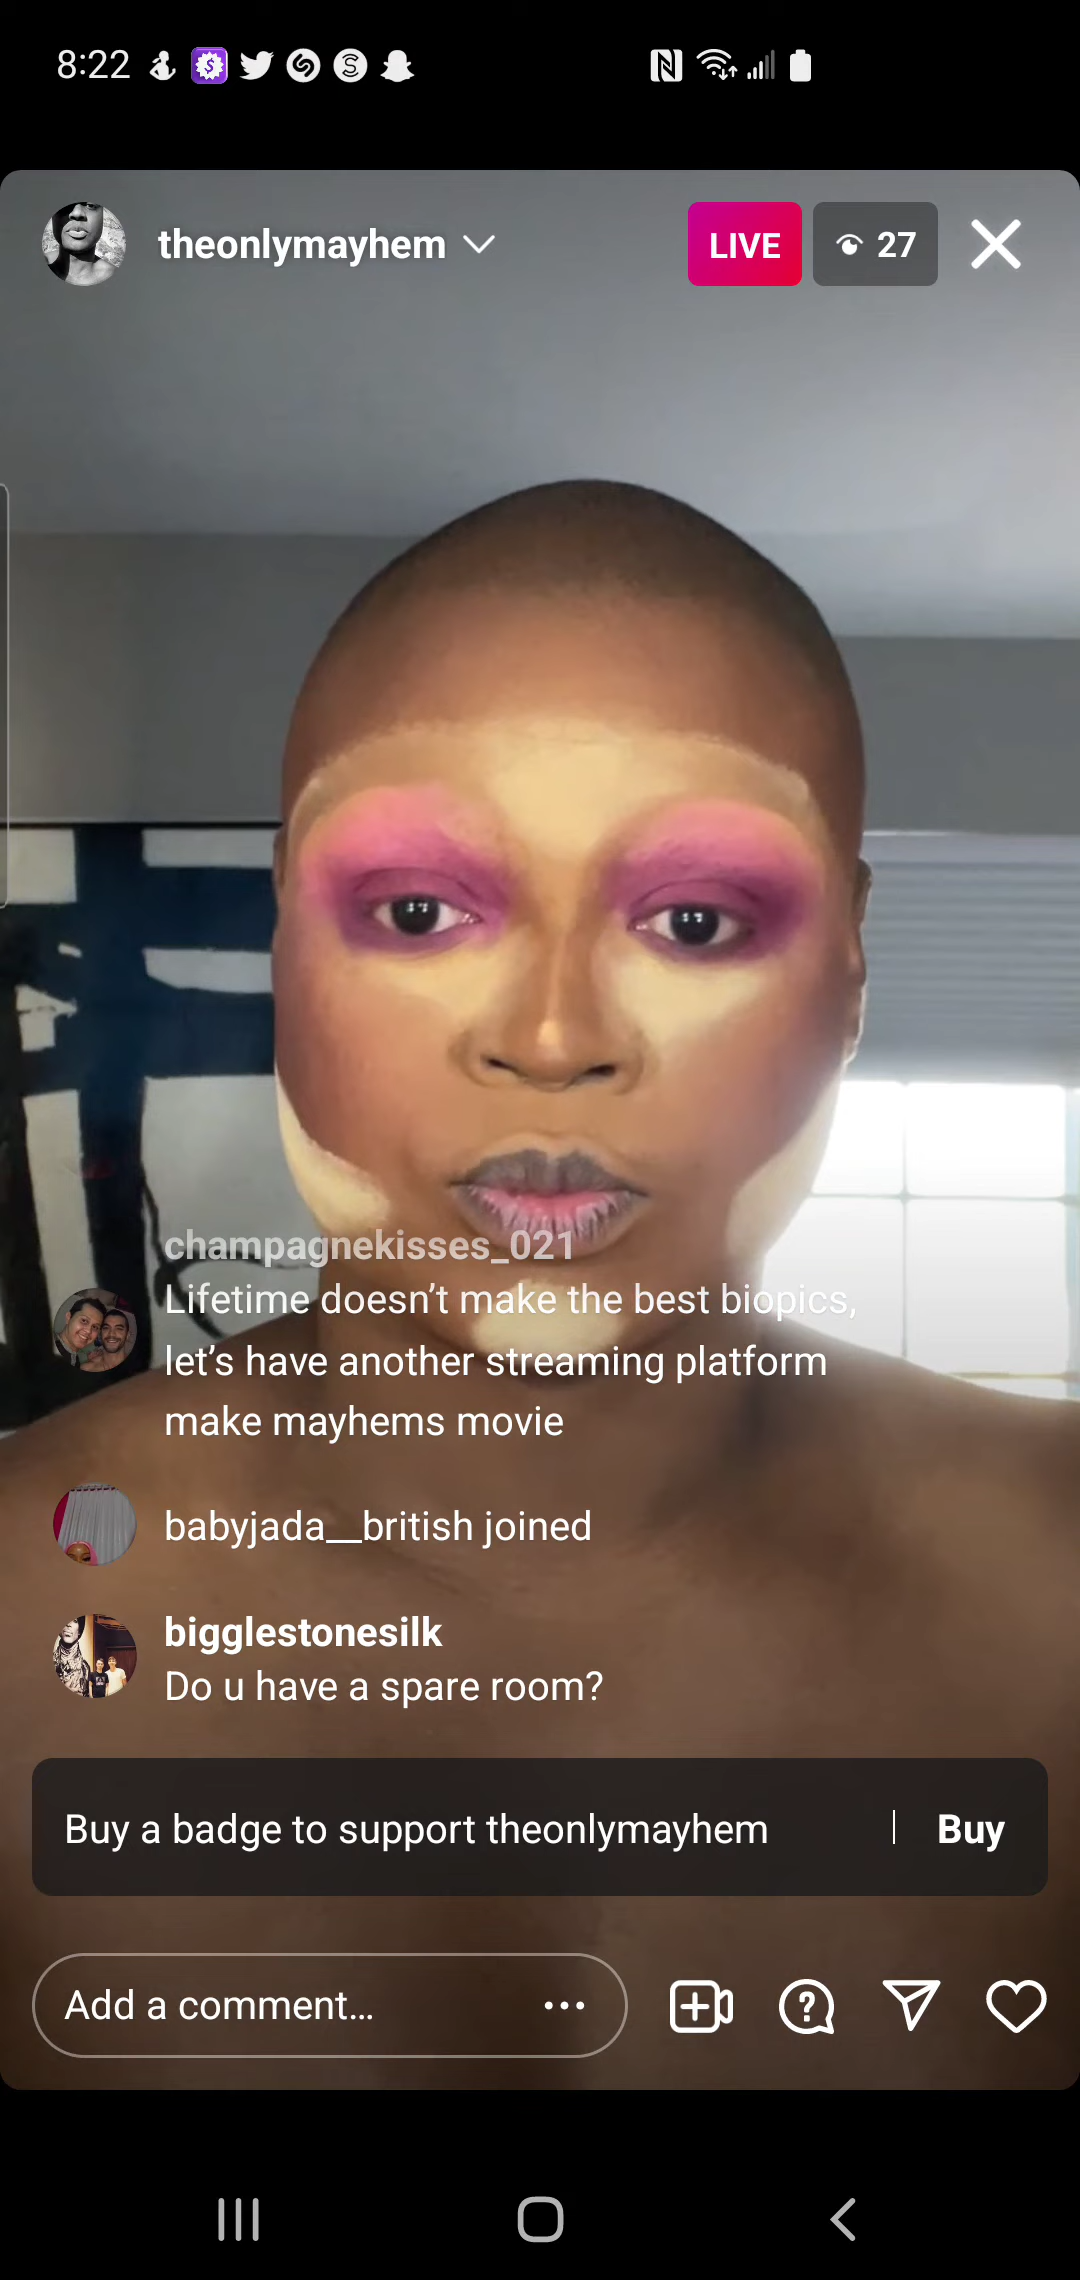 8:22
theonlymayhem
LIVE
27
champagnekisses_021
Lifetime doesn’t make the best biopics,
let’s have another streaming platform
make mayhems movie
babyjada__british joined
bigglestonesilk
Do u have a spare room?
Buy a badge to support theonlymayhem | Buy
Add a comment...